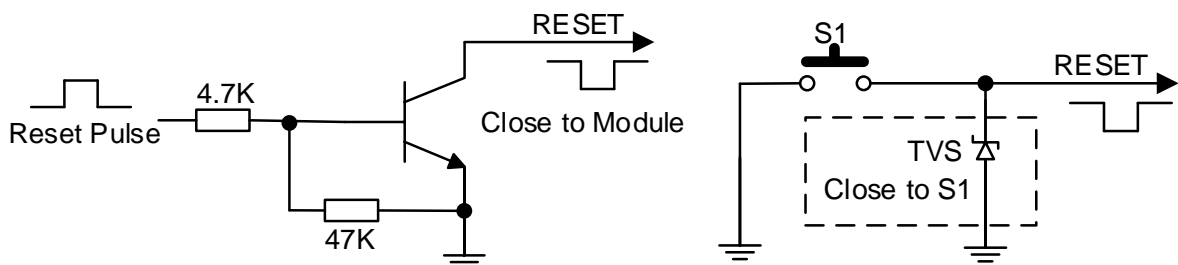 RESET
4.7K
Reset Pulse
Close to Module
47K
S1
RESET
TVS
Close to S1